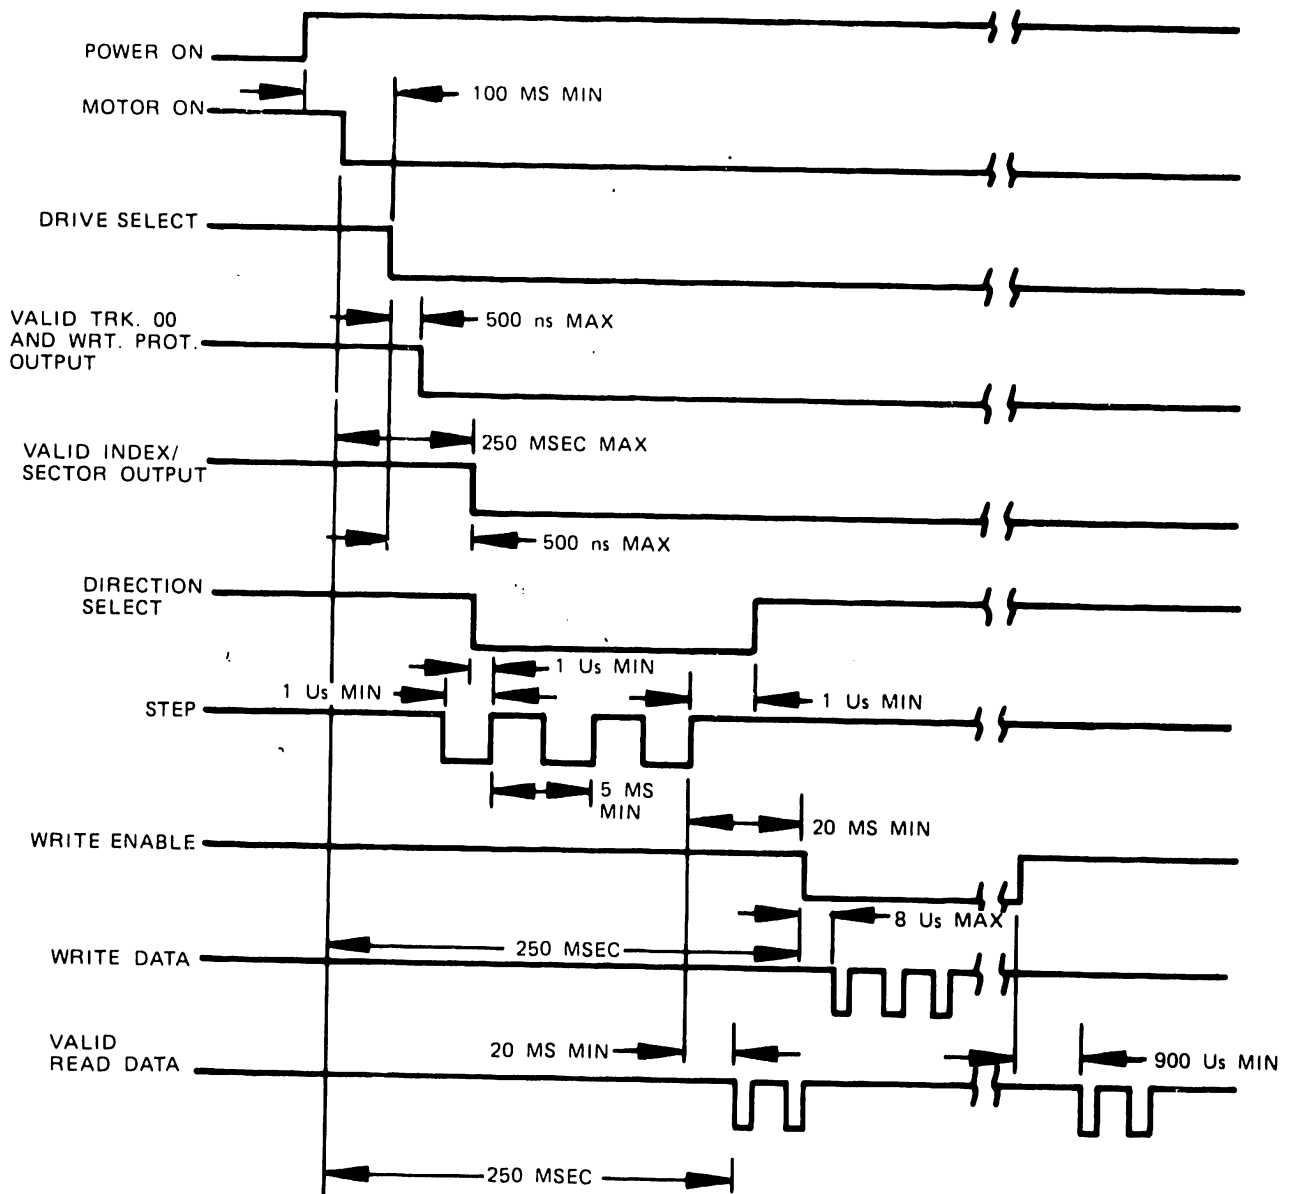 POWER ON
MOTOR ON
100 MS MIN
DRIVE SELECT
VALID TRK. 00
AND WRT. PROT.
OUTPUT
500 ns MAX
VALID INDEX/
SECTOR OUTPUT
250 MSEC MAX
500 ns MAX
DIRECTION
SELECT
1 Us MIN
1 Us MIN
STEP
1 Us MIN
5 MS
MIN
WRITE ENABLE
20 MS MIN
8 Us MAX
250 MSEC
WRITE DATA
VALID
READ DATA
20 MS MIN
900 Us MIN
250 MSEC